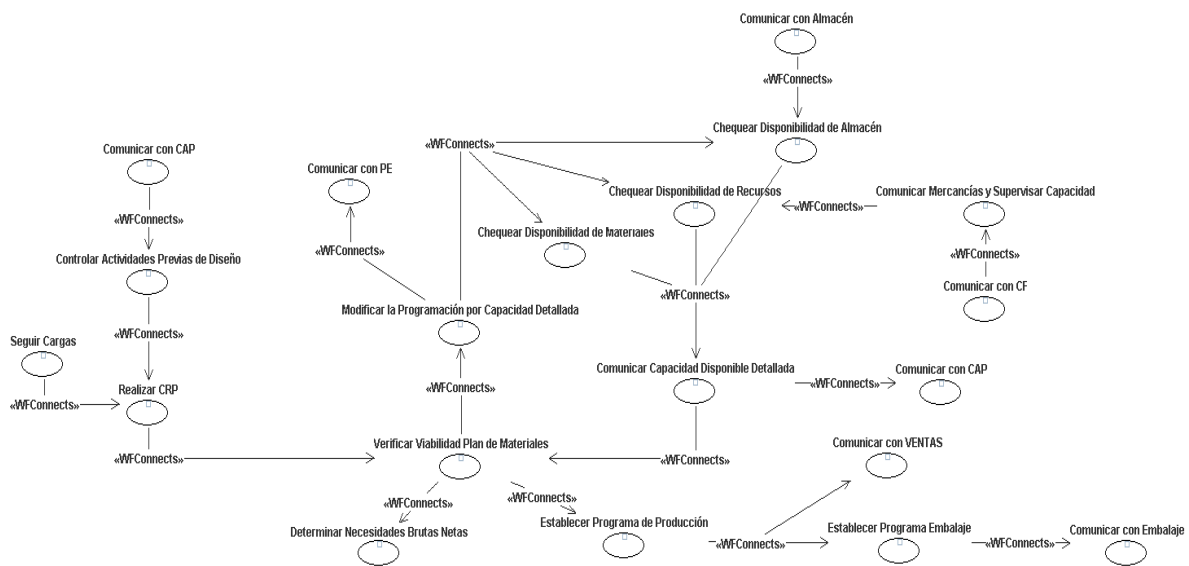 Comunicar con Almacén
«WFConnects»
Chequear Disponibilidad de Almacén
«WFConnects»
Comunicar con CAP
Comunicar con PE
Chequear Disponibilidad de Recursos
Comunicar Mercancías y Supervisar Capacidad
«WFConnects»
«WFConnects»
Chequear Disponibilidad de Materiales
«WFConnects»
«WFConnects»
Controlar Actividades Previas de Diseño
Comunicar con CF
«WFConnects»
Modificar la Programación por Capacidad Detallada
«WFConnects»
Seguir Cargas
Comunicar Capacidad Disponible Detallada
Comunicar con CAP
«WFConnects»
«WFConnects»
Realizar CRP
«WFConnects»
Verificar Viabilidad Plan de Materiales
Comunicar con VENTAS
«WFConnects»
«WFConnects»
«WFConnects»
«WFConnects»
Establecer Programa de Producción
Establecer Programa Embalaje
Comunicar con Embalaje
Determinar Necesidades Brutas Netas
«WFConnects»
«WFConnects»